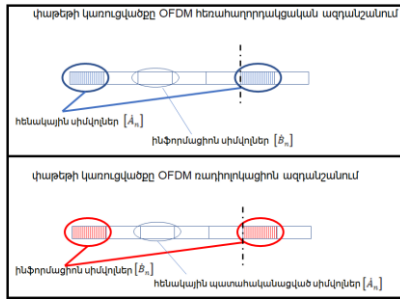 փաթեթի կառուցվածքը OFDM հեռահաղորդակցական ազդանշանում
հենակային սիմվոլներ [Ȧₙ]
ինֆորմացիոն սիմվոլներ [Ḃₙ]
փաթեթի կառուցվածքը OFDM ռադիոլոկացիոն ազդանշանում
ինֆորմացիոն սիմվոլներ [Ḃₙ]
հենակային պատահականացված սիմվոլներ [Ȧₙ]